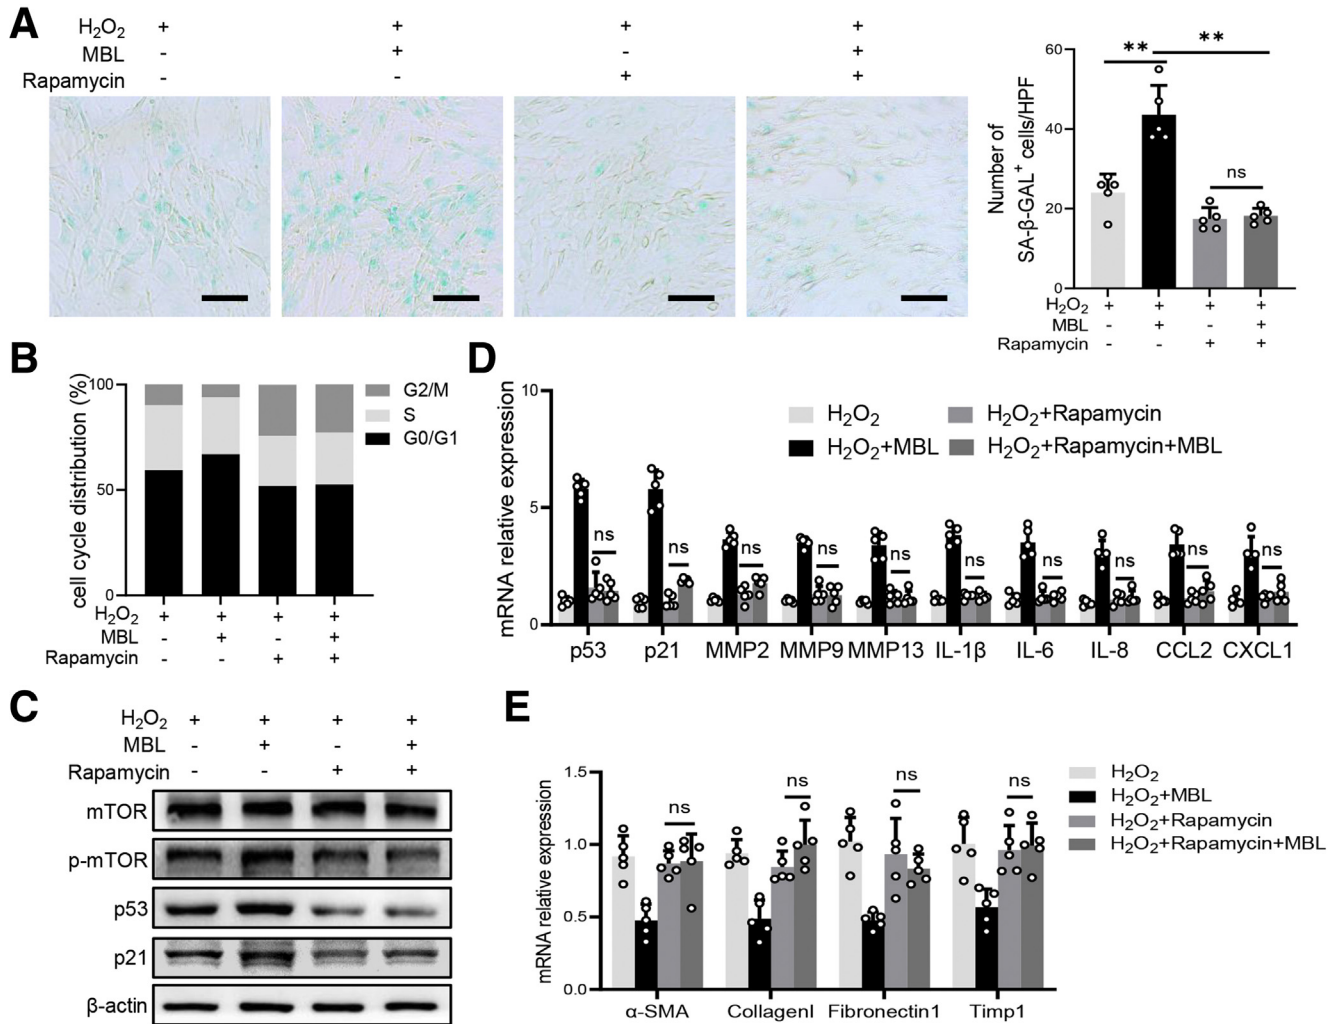 A
H₂O₂ + + + +
MBL - + - +
Rapamycin - - + +
Number of
SA-β-GAL⁺ cells/HPF
60
40
20
0
** **
ns
H₂O₂ + + + +
MBL - + - +
Rapamycin - - + +
B
cell cycle distribution (%)
100
50
0
G2/M
S
G0/G1
H₂O₂ + + + +
MBL - + - +
Rapamycin - - + +
D
mRNA relative expression
10
5
0
H₂O₂
H₂O₂+MBL
H₂O₂+Rapamycin
H₂O₂+Rapamycin+MBL
ns ns ns ns ns ns ns ns ns ns
p53 p21 MMP2 MMP9 MMP13 IL-1β IL-6 IL-8 CCL2 CXCL1
C
H₂O₂ + + + +
MBL - + - +
Rapamycin - - + +
mTOR
p-mTOR
p53
p21
β-actin
E
mRNA relative expression
1.5
1.0
0.5
0.0
ns ns ns ns
α-SMA CollagenI Fibronectin1 Timp1
H₂O₂
H₂O₂+MBL
H₂O₂+Rapamycin
H₂O₂+Rapamycin+MBL